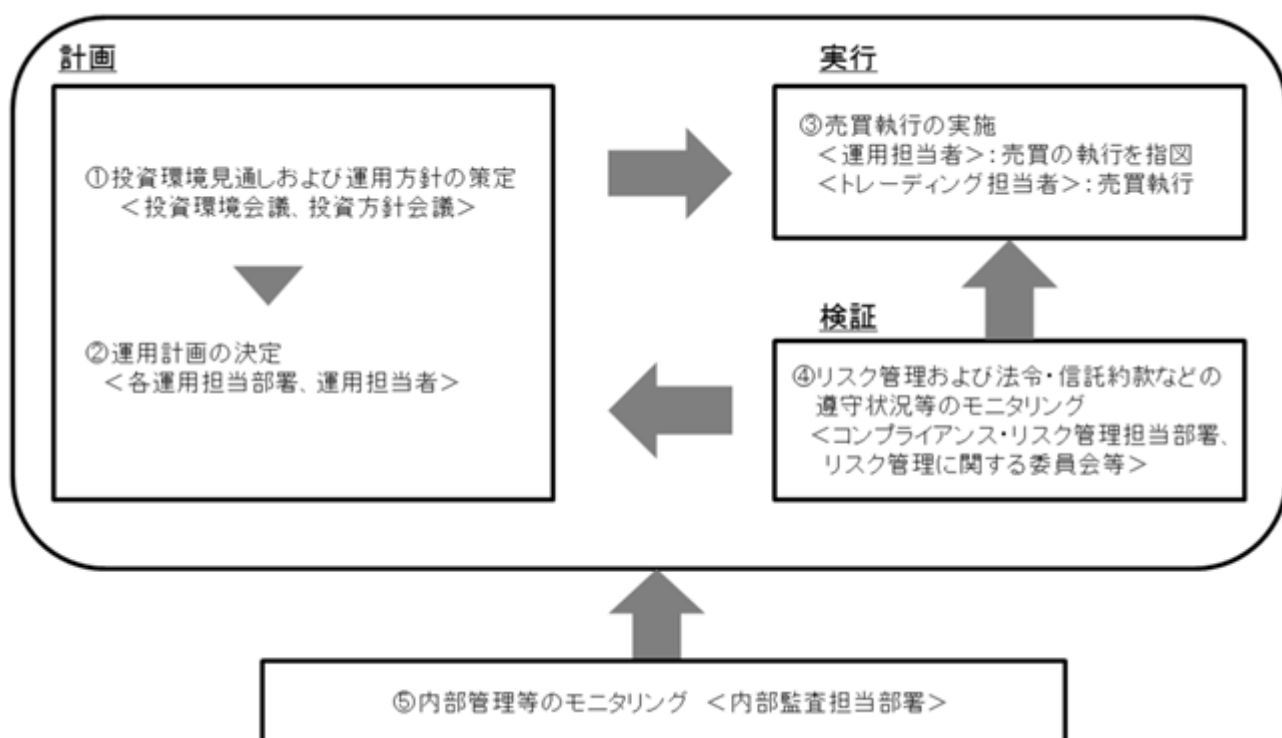 計画
①投資環境見通しおよび運用方針の策定
＜投資環境会議、投資方針会議＞
②運用計画の決定
＜各運用担当部署、運用担当者＞
実行
③売買執行の実施
＜運用担当者＞：売買の執行を指図
＜トレーディング担当者＞：売買執行
検証
④リスク管理および法令・信託約款などの
遵守状況等のモニタリング
＜コンプライアンス・リスク管理担当部署、
リスク管理に関する委員会等＞
⑤内部管理等のモニタリング ＜内部監査担当部署＞